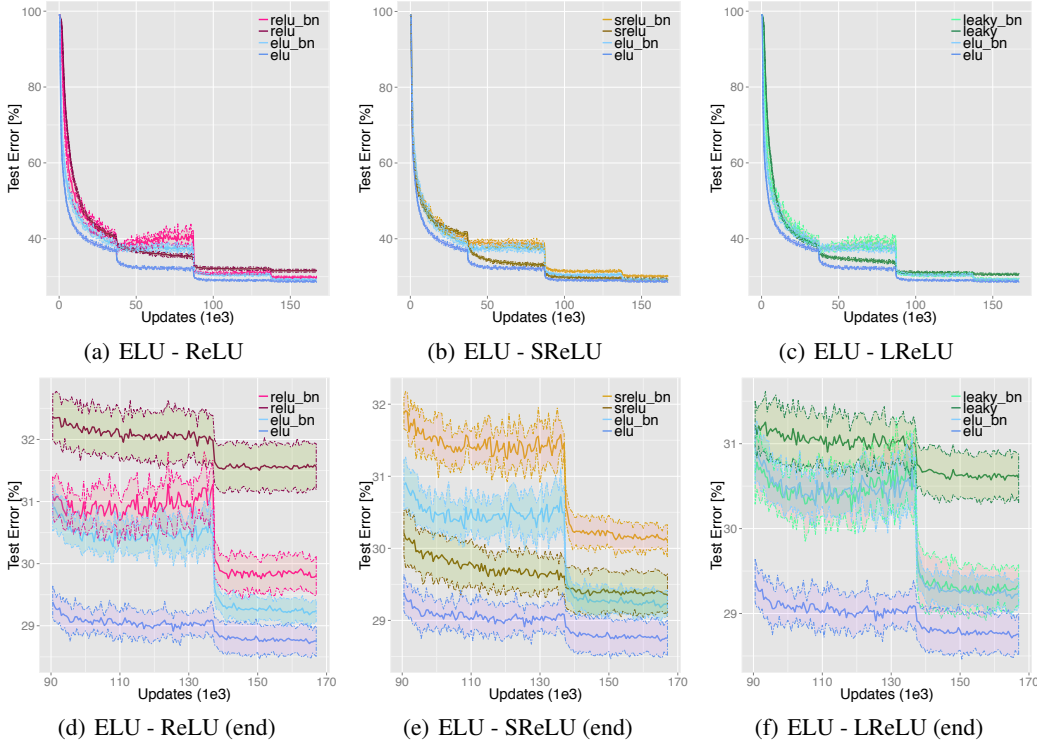 100
80
60
40
0 50 100 150
Updates (1e3)
Test Error [%]
relu_bn
relu
elu_bn
elu
(a) ELU - ReLU
100
80
60
40
0 50 100 150
Updates (1e3)
Test Error [%]
srelu_bn
srelu
elu_bn
elu
(b) ELU - SReLU
100
80
60
40
0 50 100 150
Updates (1e3)
Test Error [%]
leaky_bn
leaky
elu_bn
elu
(c) ELU - LReLU
32
31
30
29
90 110 130 150 170
Updates (1e3)
Test Error [%]
relu_bn
relu
elu_bn
elu
(d) ELU - ReLU (end)
32
31
30
29
90 110 130 150 170
Updates (1e3)
Test Error [%]
srelu_bn
srelu
elu_bn
elu
(e) ELU - SReLU (end)
31
30
29
90 110 130 150 170
Updates (1e3)
Test Error [%]
leaky_bn
leaky
elu_bn
elu
(f) ELU - LReLU (end)